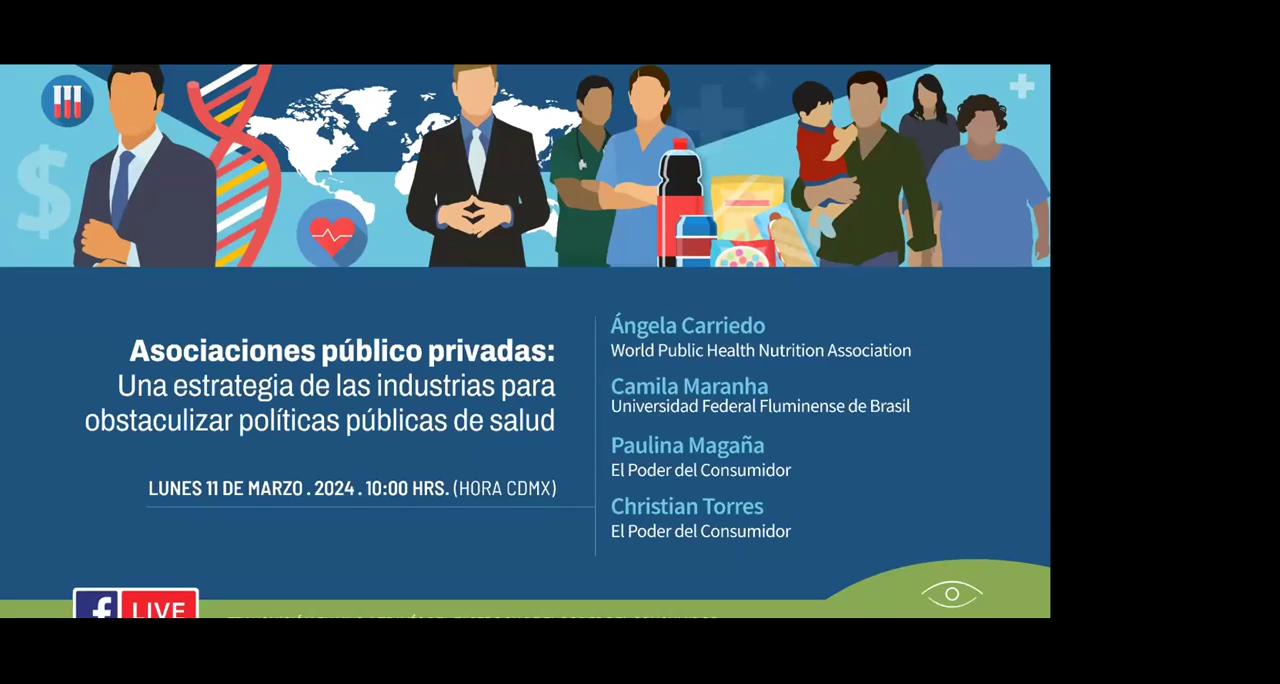 Asociaciones público privadas:
Una estrategia de las industrias para
obstaculizar políticas públicas de salud
LUNES 11 DE MARZO . 2024 . 10:00 HRS. (HORA CDMX)
Ángela Carriedo
World Public Health Nutrition Association
Camila Maranha
Universidad Federal Fluminense de Brasil
Paulina Magaña
El Poder del Consumidor
Christian Torres
El Poder del Consumidor
f LIVE